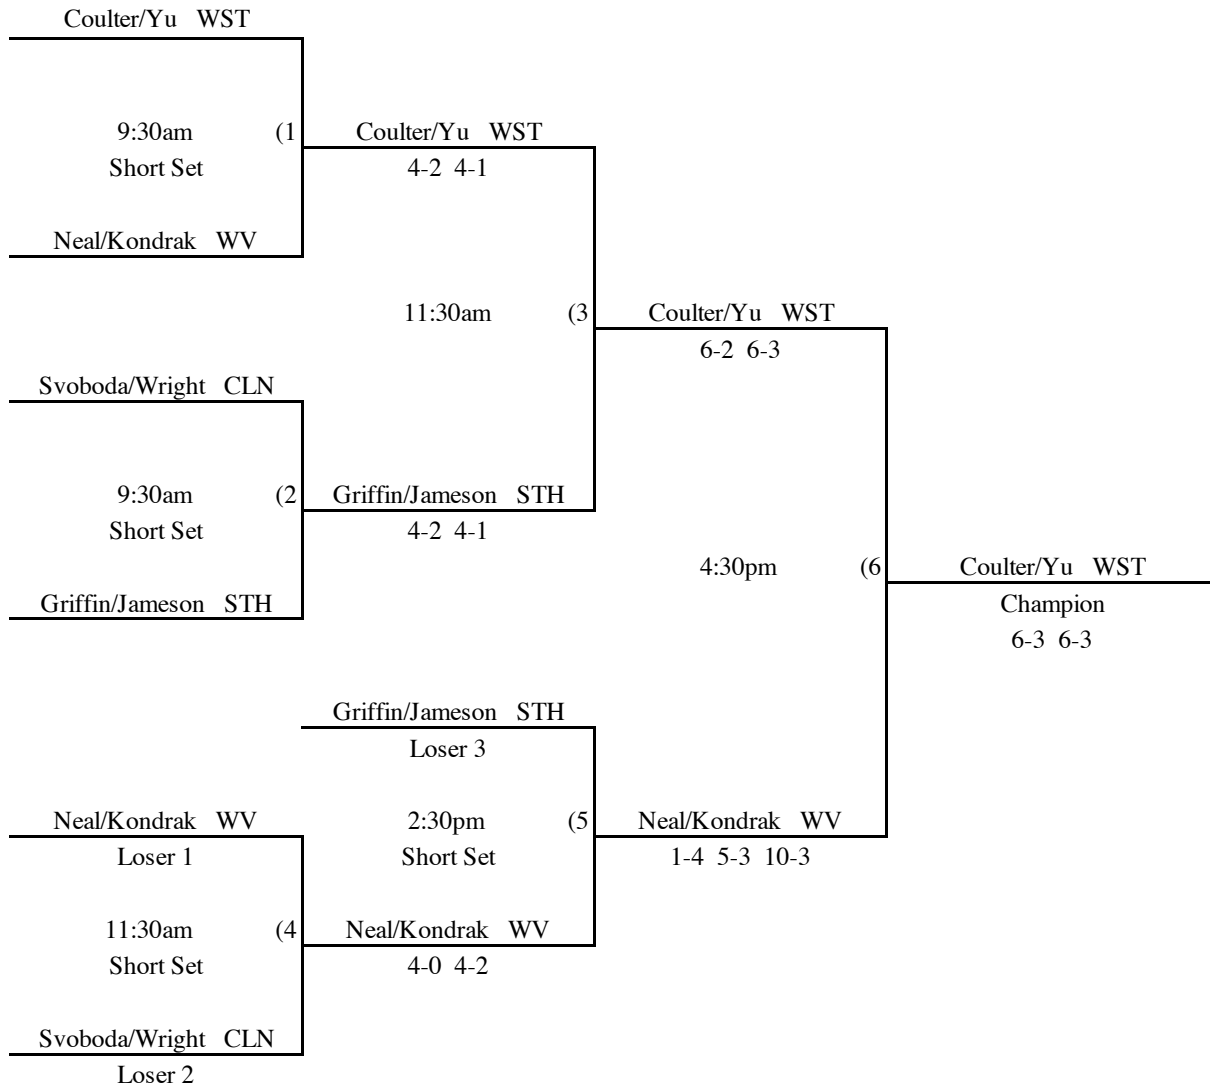 Coulter/Yu WST
9:30am (1
Coulter/Yu WST
Short Set
4-2 4-1
Neal/Kondrak WV
11:30am (3
Coulter/Yu WST
6-2 6-3
Svoboda/Wright CLN
9:30am (2
Griffin/Jameson STH
Short Set
4-2 4-1
4:30pm (6
Coulter/Yu WST
Griffin/Jameson STH
Champion
6-3 6-3
Griffin/Jameson STH
Loser 3
Neal/Kondrak WV
2:30pm (5
Neal/Kondrak WV
Loser 1
Short Set
1-4 5-3 10-3
11:30am (4
Neal/Kondrak WV
Short Set
4-0 4-2
Svoboda/Wright CLN
Loser 2